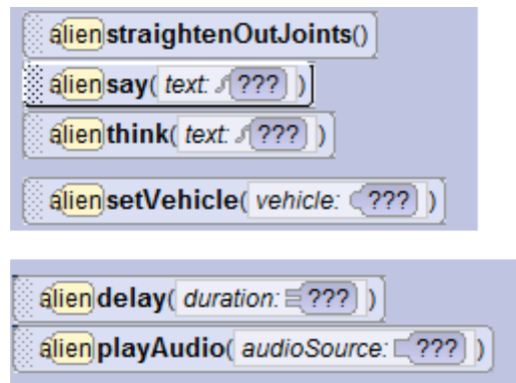 alien straightenOutJoints()
alien say( text: ??? )
alien think( text: ??? )
alien setVehicle( vehicle: ??? )
alien delay( duration: ??? )
alien playAudio( audioSource: ??? )